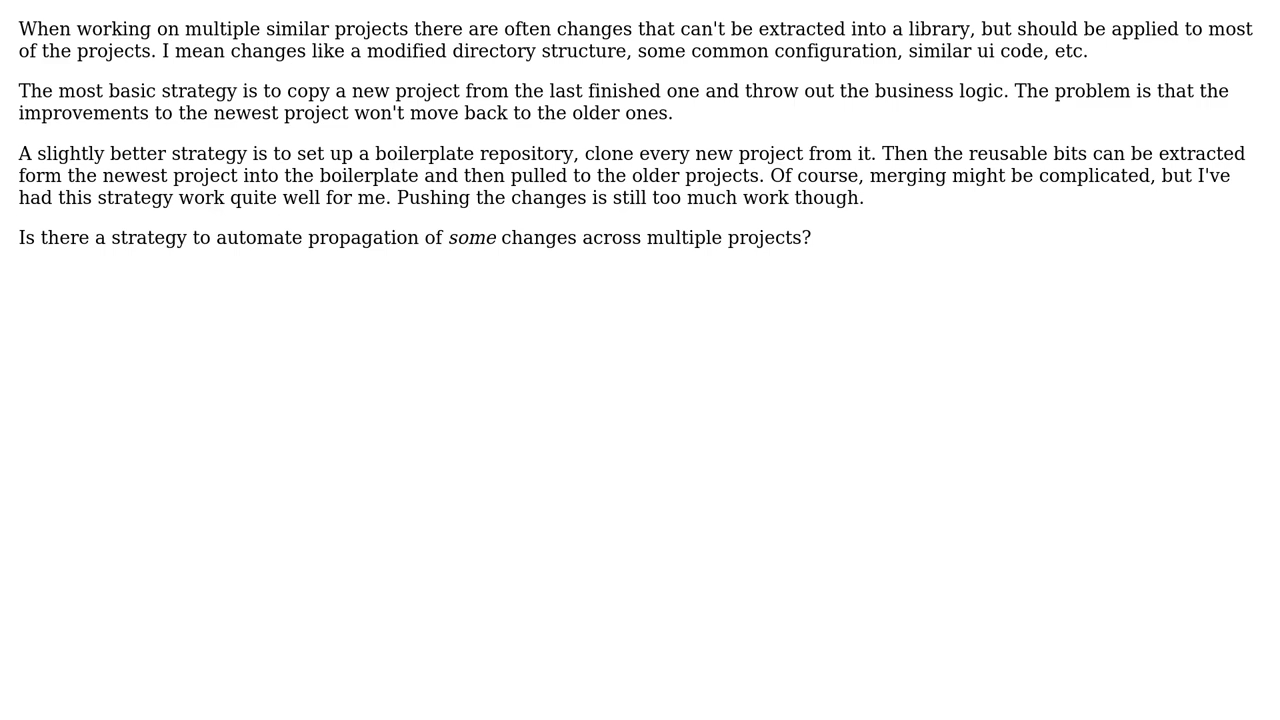 When working on multiple similar projects there are often changes that can't be extracted into a library, but should be applied to most
of the projects. I mean changes like a modified directory structure, some common configuration, similar ui code, etc.
The most basic strategy is to copy a new project from the last finished one and throw out the business logic. The problem is that the
improvements to the newest project won't move back to the older ones.
A slightly better strategy is to set up a boilerplate repository, clone every new project from it. Then the reusable bits can be extracted
form the newest project into the boilerplate and then pulled to the older projects. Of course, merging might be complicated, but I've
had this strategy work quite well for me. Pushing the changes is still too much work though.
Is there a strategy to automate propagation of some changes across multiple projects?